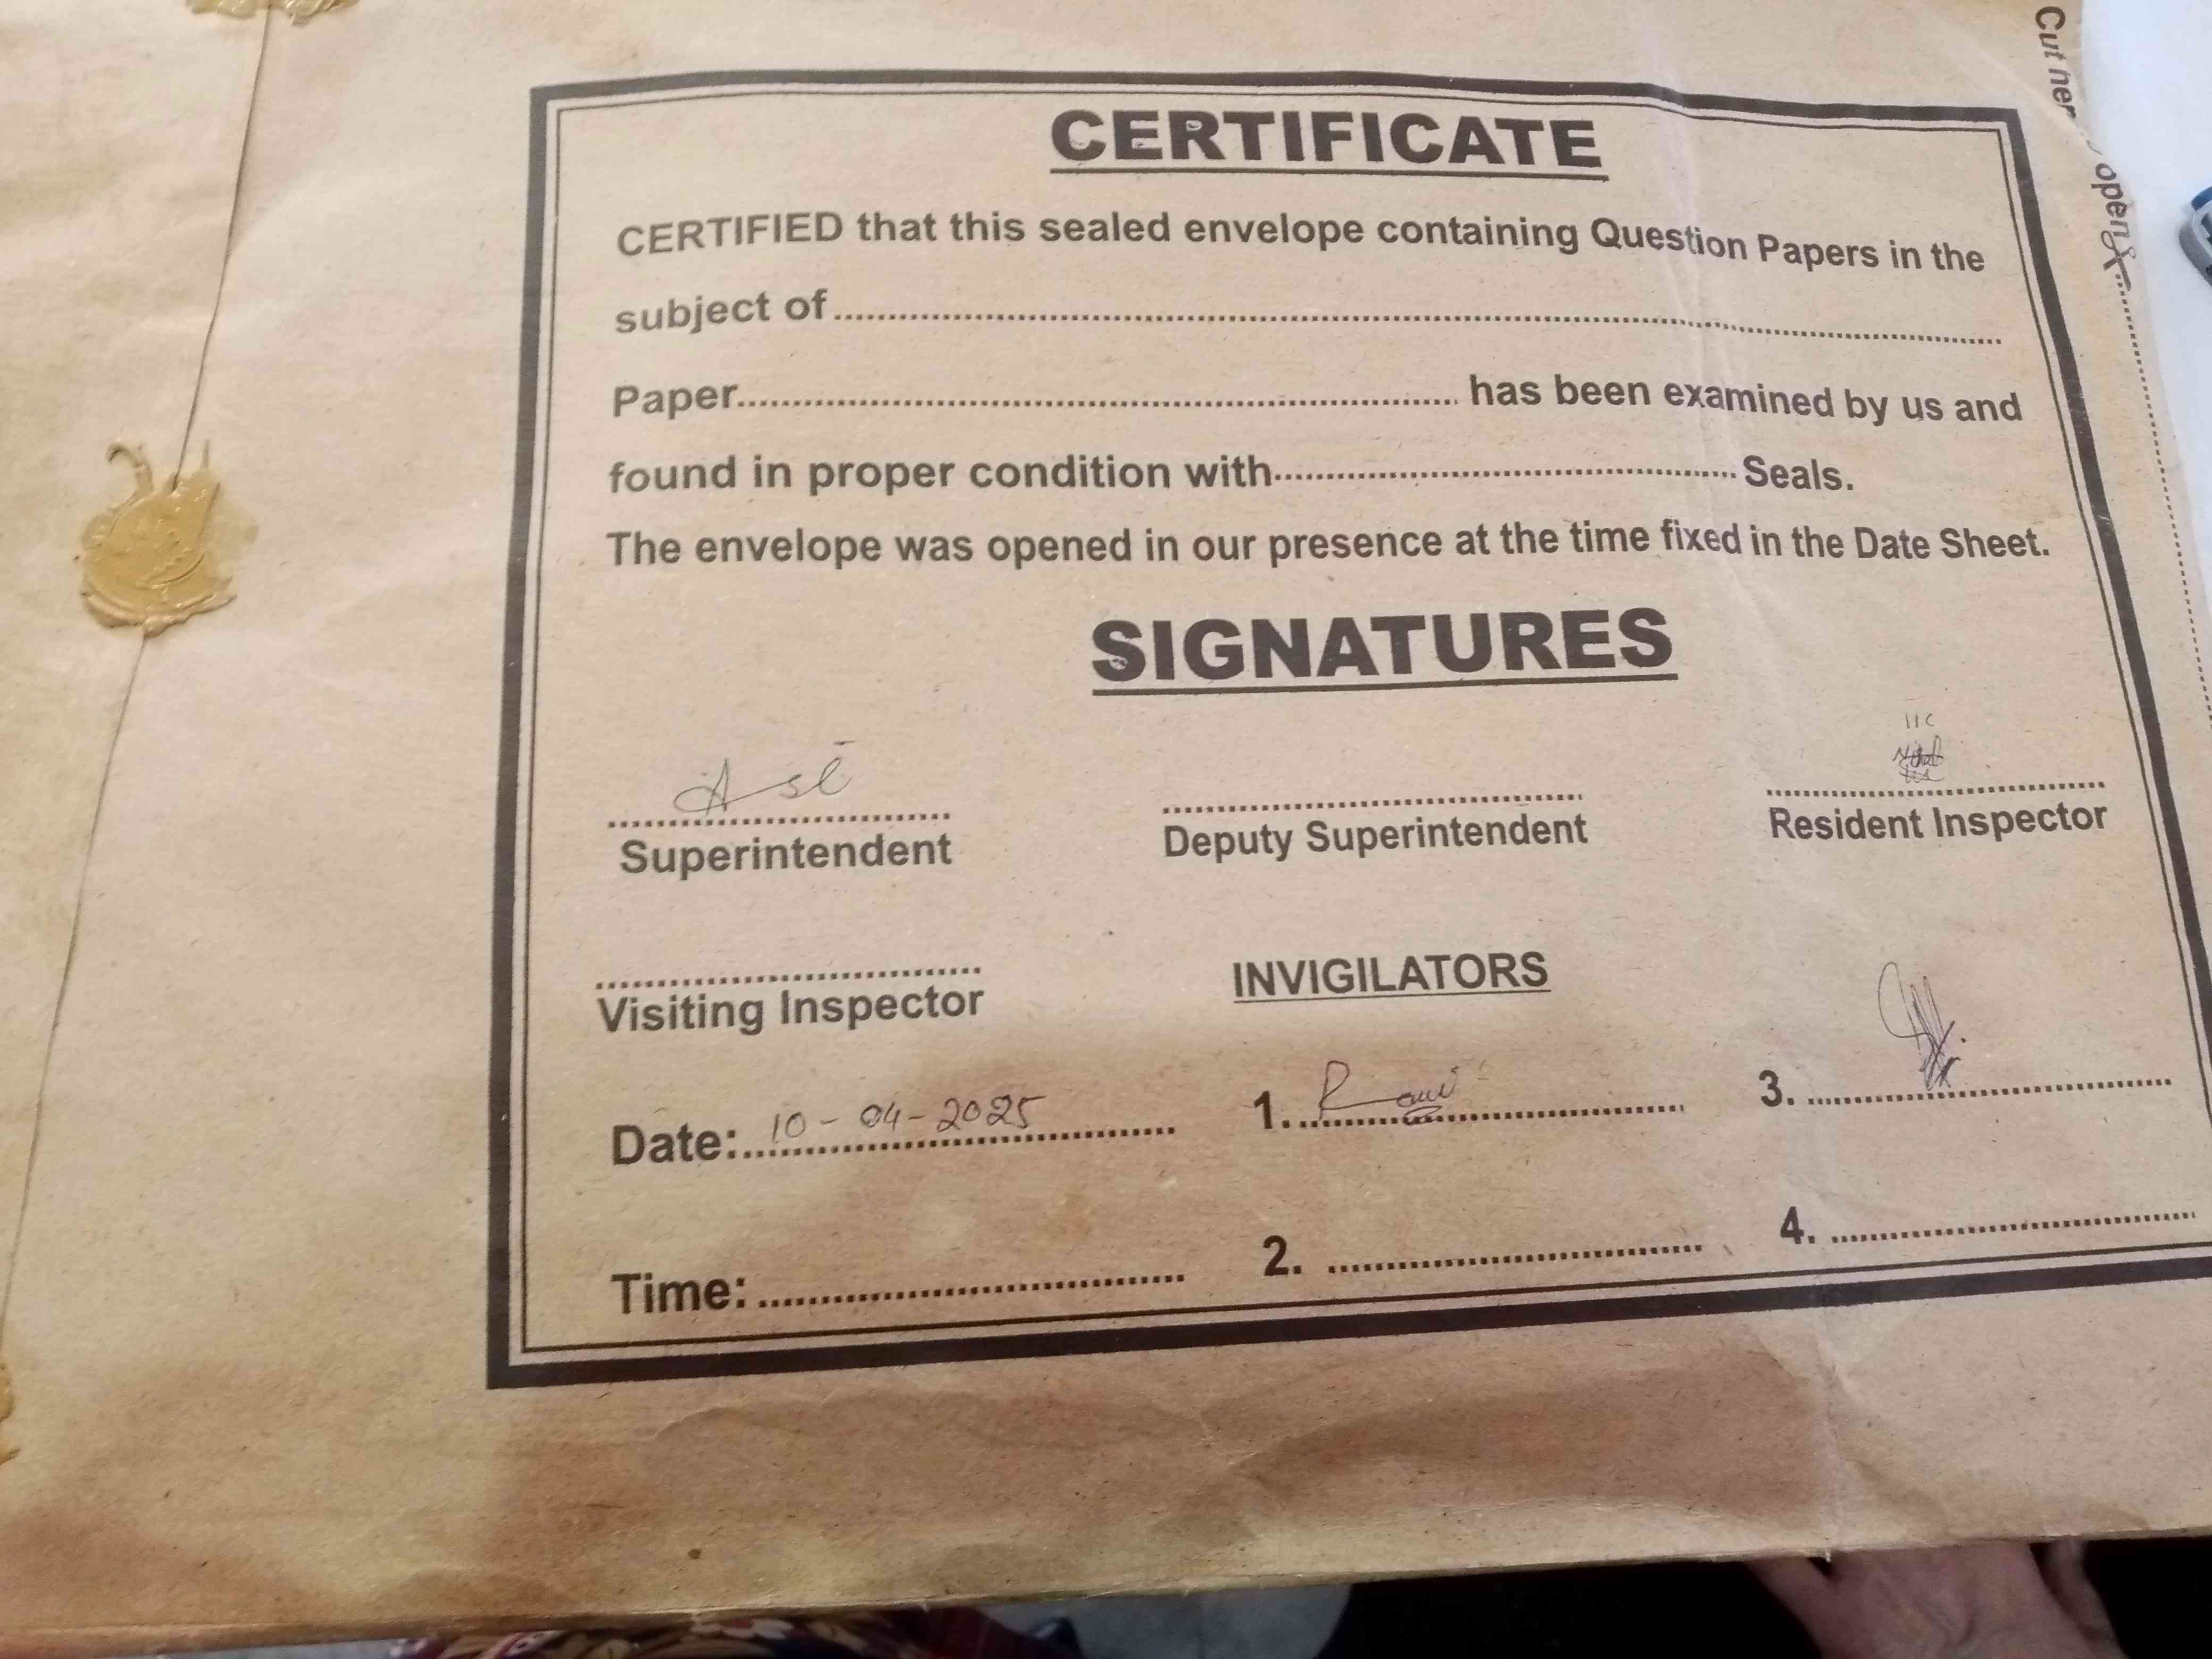 Cut her
open
CERTIFICATE
CERTIFIED that this sealed envelope containing Question Papers in the
subject of..........
Paper.......... has been examined by us and
found in proper condition with.......... Seals.
The envelope was opened in our presence at the time fixed in the Date Sheet.
SIGNATURES
Superintendent
Deputy Superintendent
Resident Inspector
Visiting Inspector
INVIGILATORS
Date: 10-04-2025
1.
3.
Time:..........
2. ..........
4. ..........